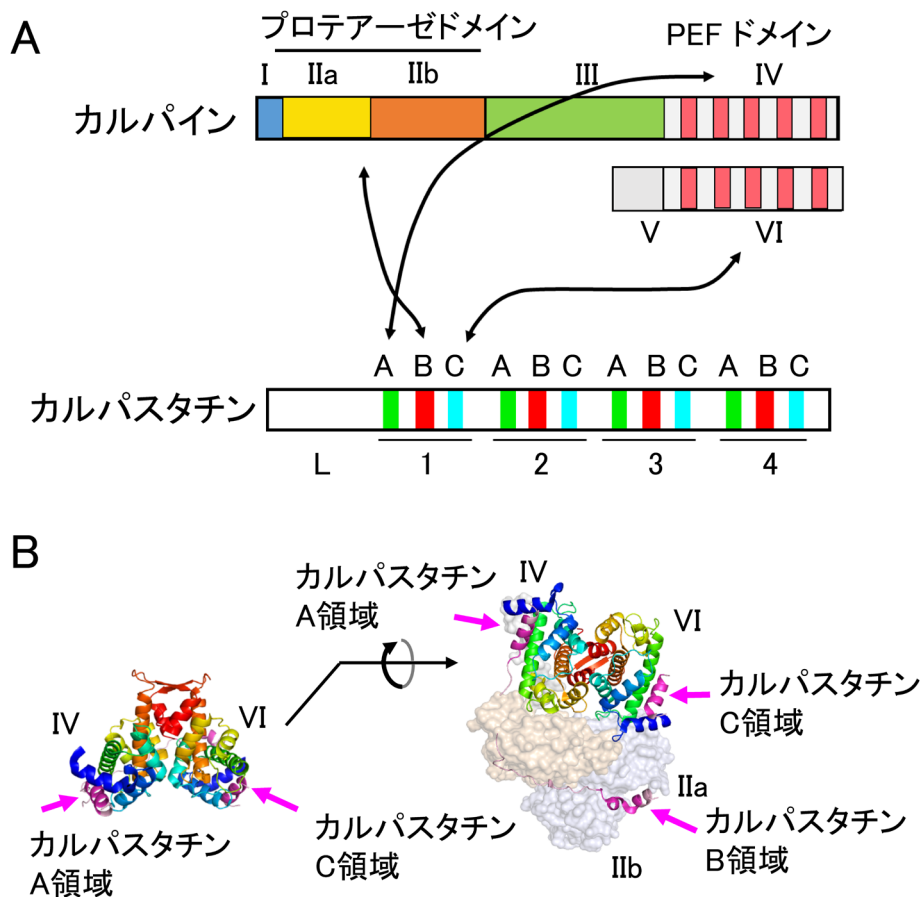 A
プロテアーゼドメイン
PEF ドメイン
I IIa IIb III IV
カルパイン
V VI
A B C A B C A B C A B C
カルパスタチン
L 1 2 3 4
B
カルパスタチン
A領域
IV
VI
カルパスタチン
C領域
IV
VI
カルパスタチン
A領域
カルパスタチン
C領域
IIa
カルパスタチン
B領域
IIb